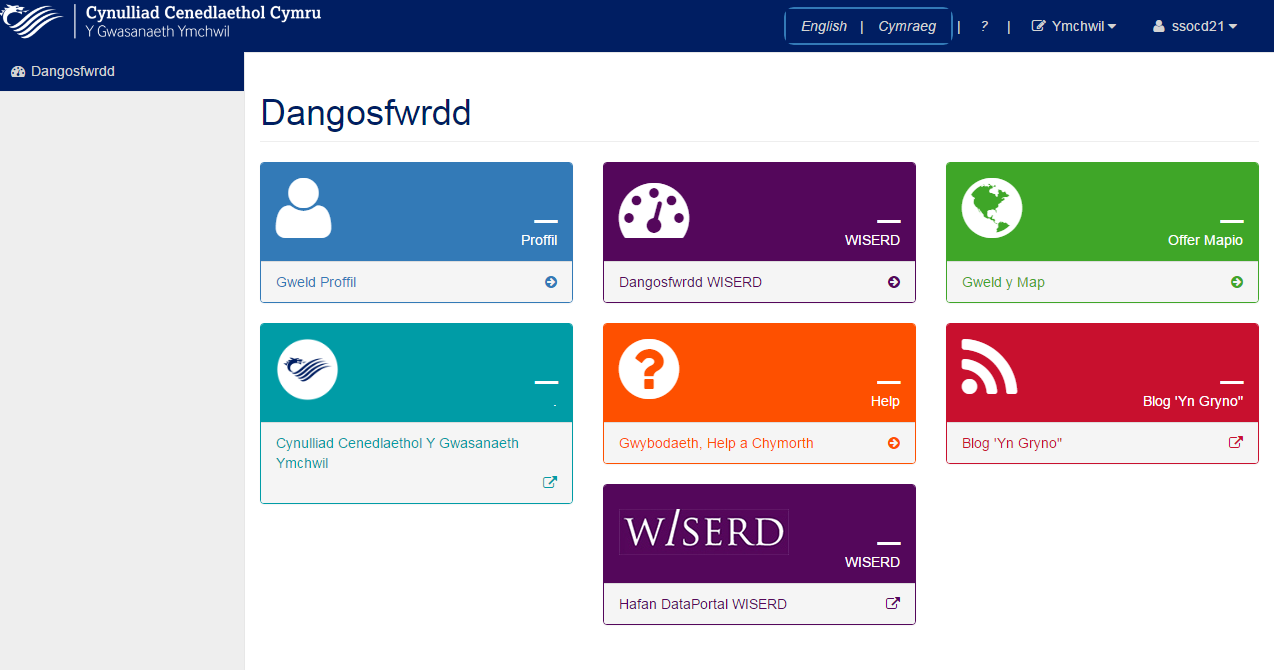 Cynulliad Cenedlaethol Cymru
Y Gwasanaeth Ymchwil
English | Cymraeg | ? | Ymchwil ssocd21
Dangosfwrdd
Dangosfwrdd
Proffil
Gweld Proffil
WISERD
Dangosfwrdd WISERD
Offer Mapio
Gweld y Map
.
Cynulliad Cenedlaethol Y Gwasanaeth
Ymchwil
?
Help
Gwybodaeth, Help a Chymorth
Blog 'Yn Gryno"
Blog 'Yn Gryno"
W/SERD
WISERD
Hafan DataPortal WISERD